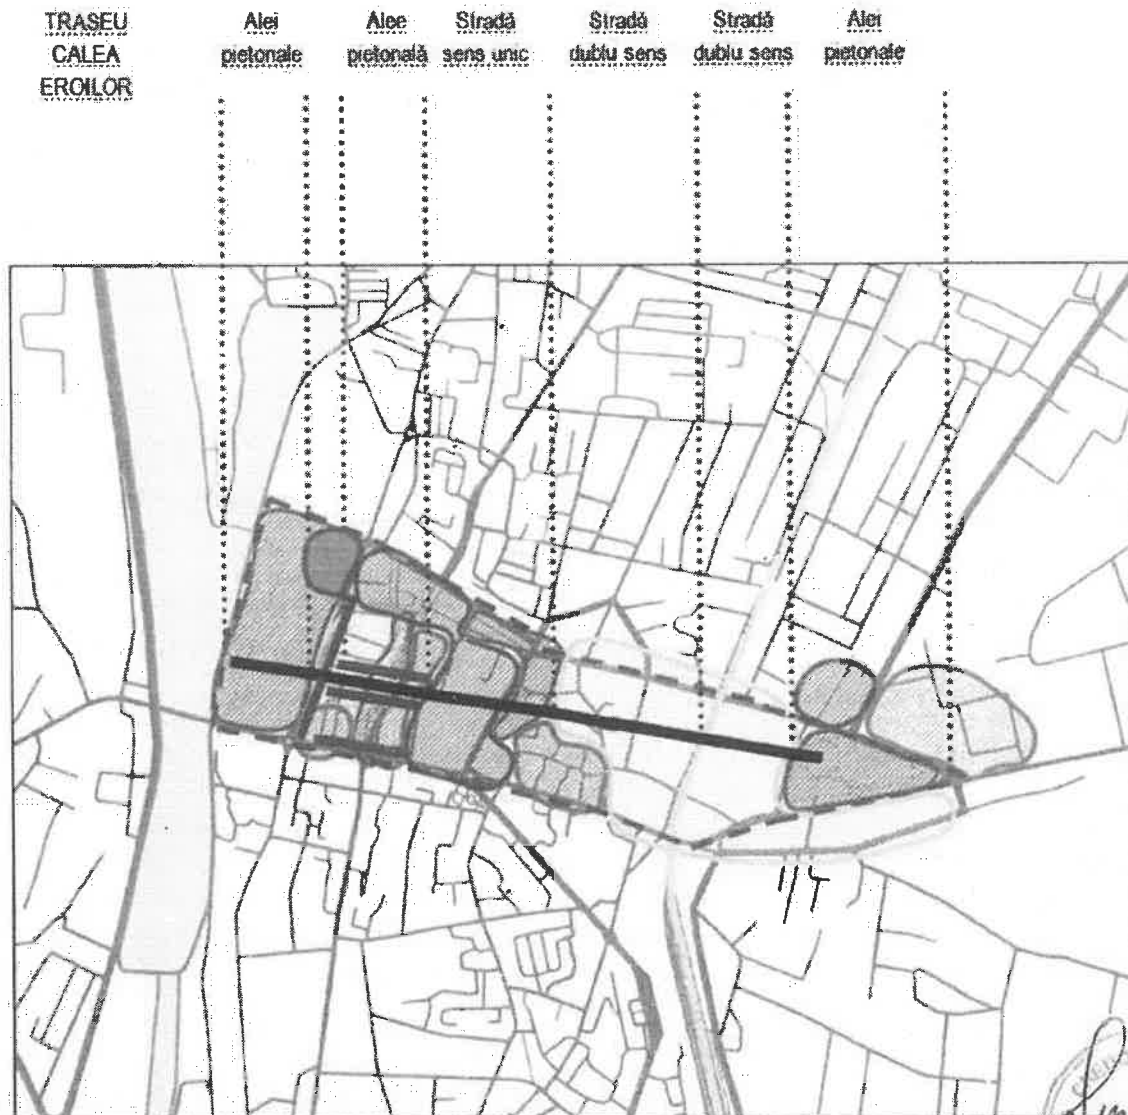 TRASEU
CALEA
EROILOR
Alei
pietonale
Alee
pietonală
Stradă
sens unic
Stradă
dublu sens
Stradă
dublu sens
Alei
pietonale